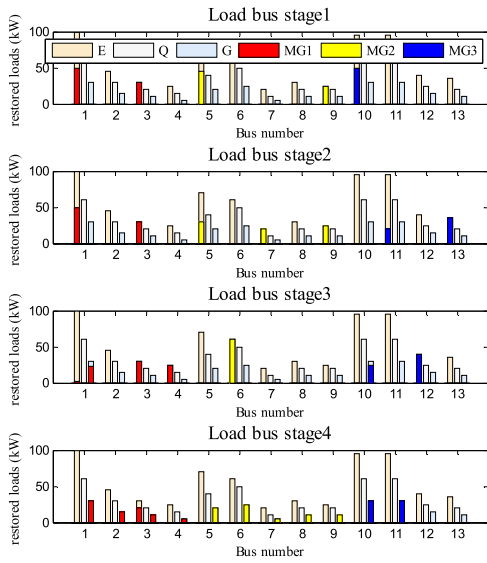 Load bus stage1
restored loads (kW)
100
50
0
E Q G MG1 MG2 MG3
1 2 3 4 5 6 7 8 9 10 11 12 13
Bus number
Load bus stage2
restored loads (kW)
100
50
0
1 2 3 4 5 6 7 8 9 10 11 12 13
Bus number
Load bus stage3
restored loads (kW)
100
50
0
1 2 3 4 5 6 7 8 9 10 11 12 13
Bus number
Load bus stage4
restored loads (kW)
100
50
0
1 2 3 4 5 6 7 8 9 10 11 12 13
Bus number